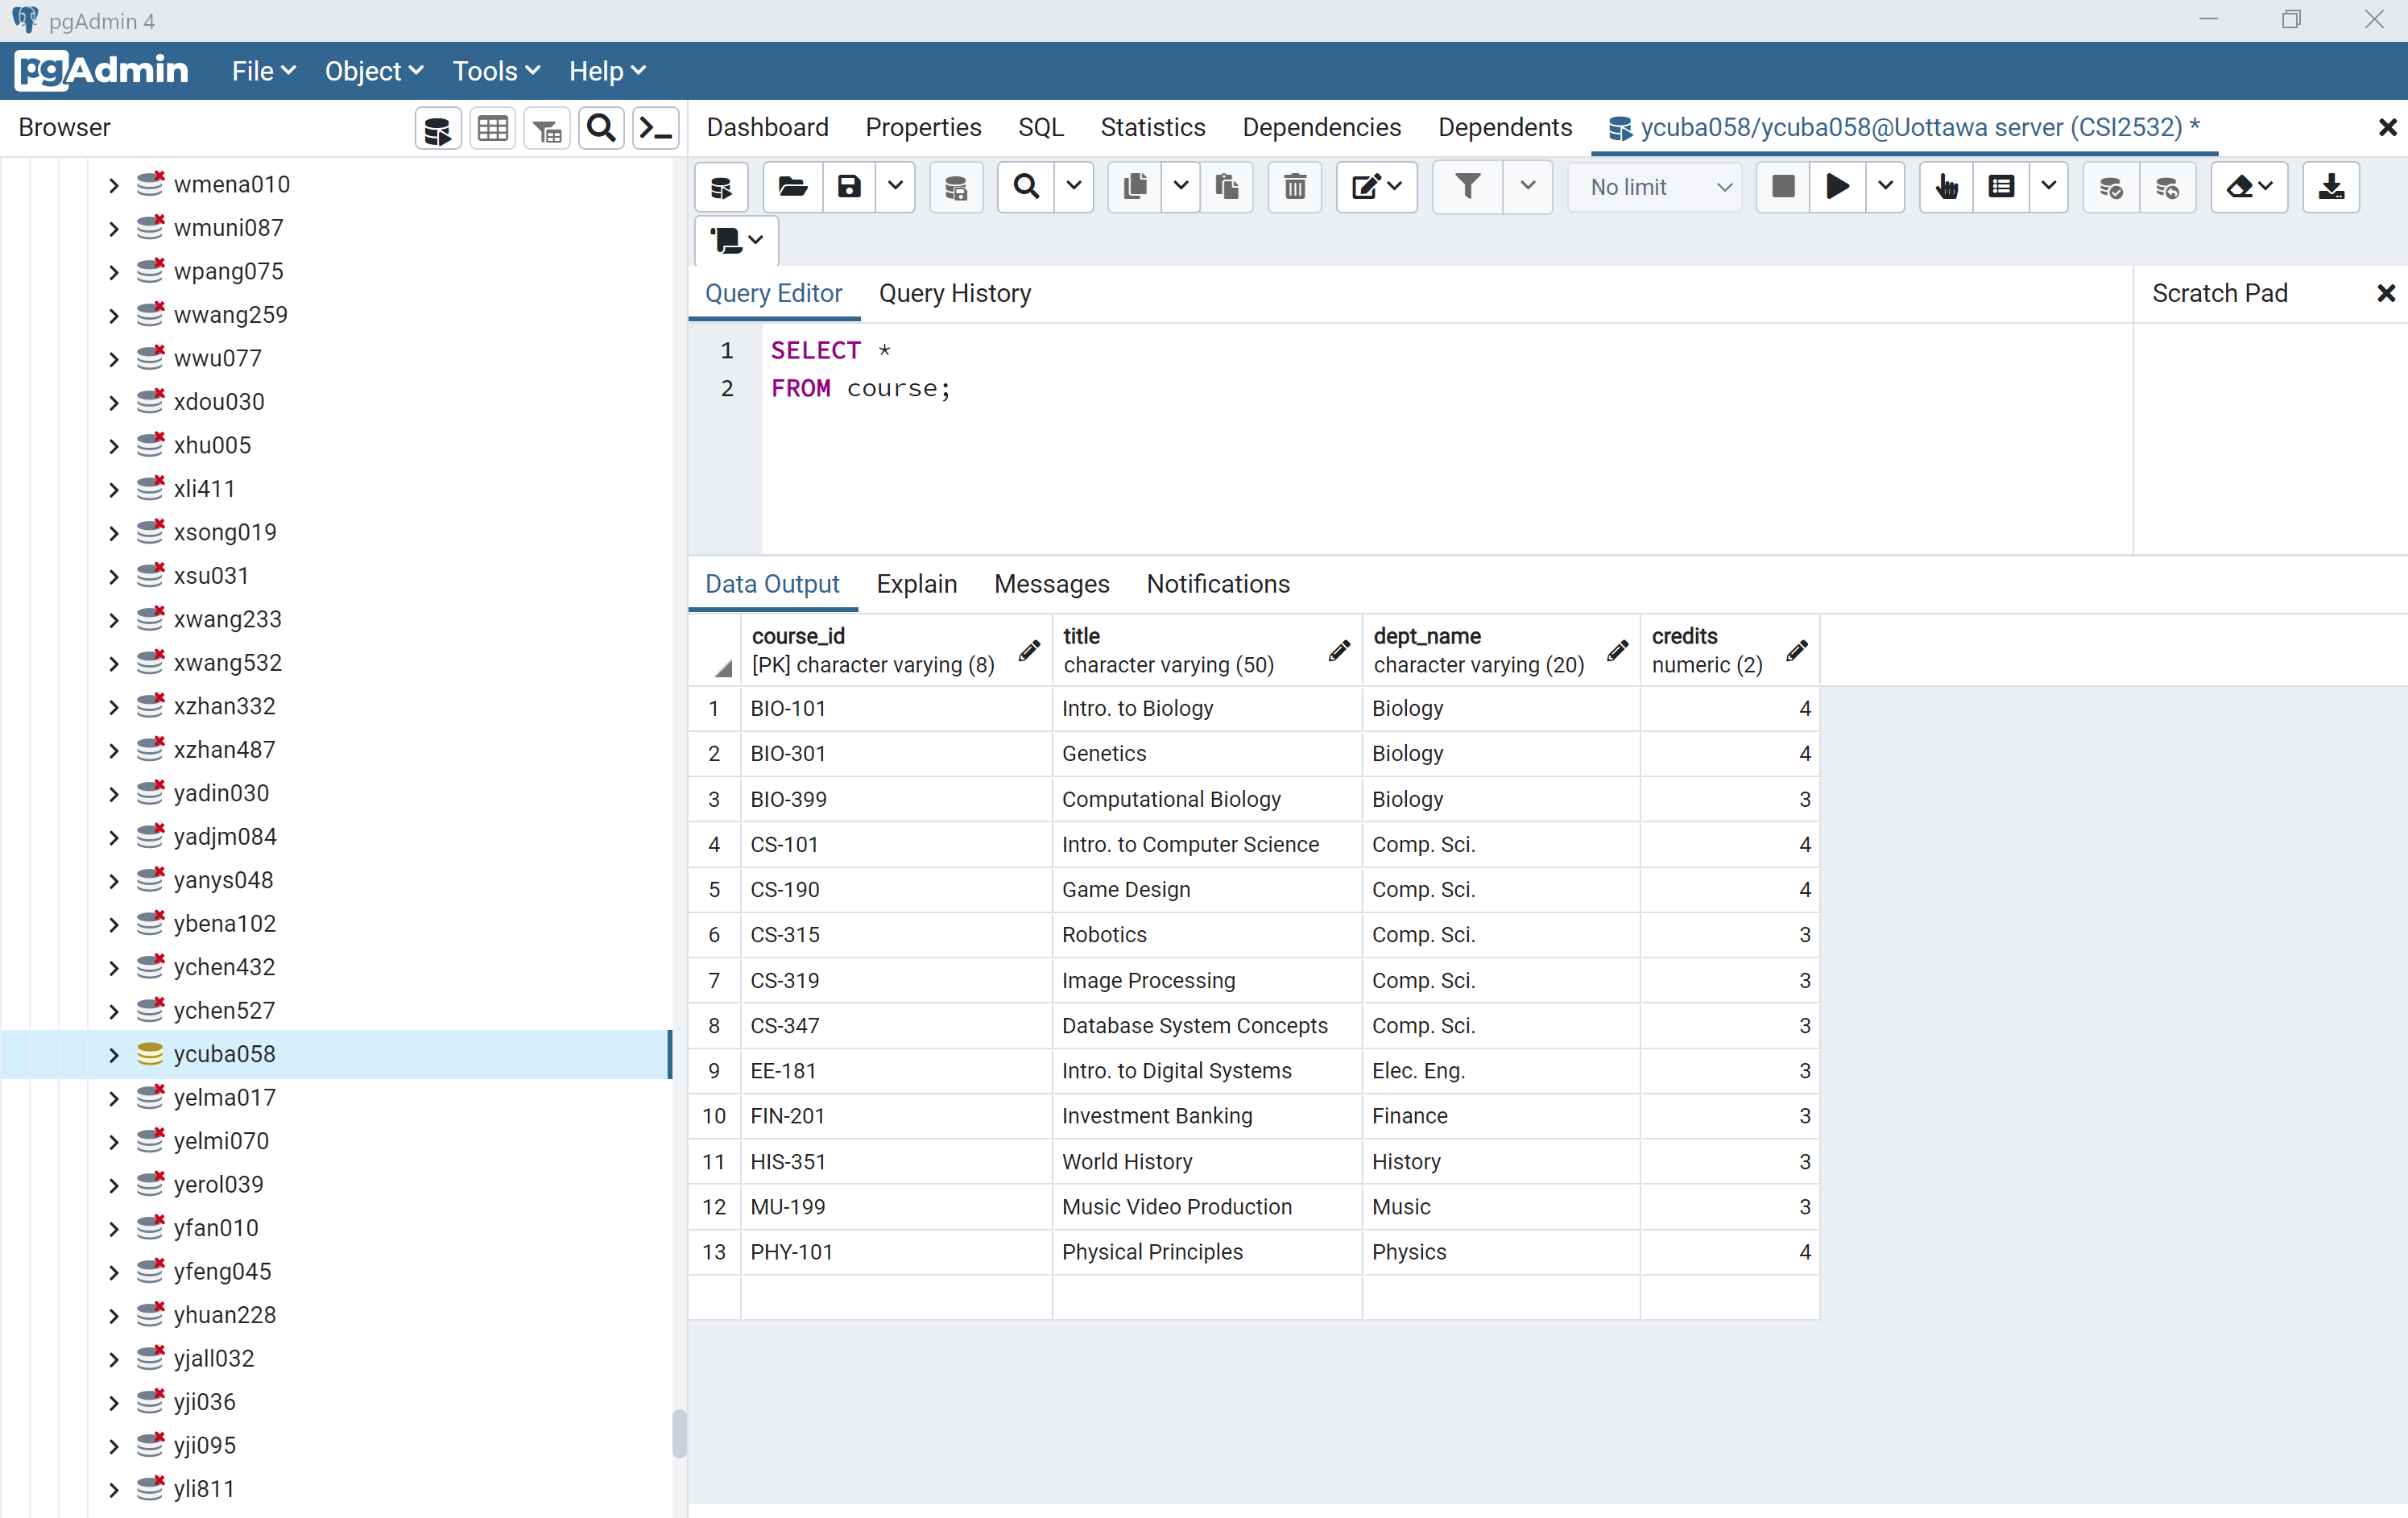 pgAdmin 4
pgAdmin File Object Tools Help
Browser
Dashboard Properties SQL Statistics Dependencies Dependents ycuba058/ycuba058@Uottawa server (CSI2532) *
No limit
wmena010
wmuni087
wpang075
wwang259
wwu077
xdou030
xhu005
xli411
xsong019
xsu031
xwang233
xwang532
xzhan332
xzhan487
yadin030
yadjm084
yanys048
ybena102
ychen432
ychen527
ycuba058
yelma017
yelmi070
yerol039
yfan010
yfeng045
yhuan228
yjall032
yji036
yji095
yli811
Query Editor Query History Scratch Pad
1 SELECT *
2 FROM course;
Data Output Explain Messages Notifications
course_id title dept_name credits
[PK] character varying (8) character varying (50) character varying (20) numeric (2)
1 BIO-101 Intro. to Biology Biology 4
2 BIO-301 Genetics Biology 4
3 BIO-399 Computational Biology Biology 3
4 CS-101 Intro. to Computer Science Comp. Sci. 4
5 CS-190 Game Design Comp. Sci. 4
6 CS-315 Robotics Comp. Sci. 3
7 CS-319 Image Processing Comp. Sci. 3
8 CS-347 Database System Concepts Comp. Sci. 3
9 EE-181 Intro. to Digital Systems Elec. Eng. 3
10 FIN-201 Investment Banking Finance 3
11 HIS-351 World History History 3
12 MU-199 Music Video Production Music 3
13 PHY-101 Physical Principles Physics 4